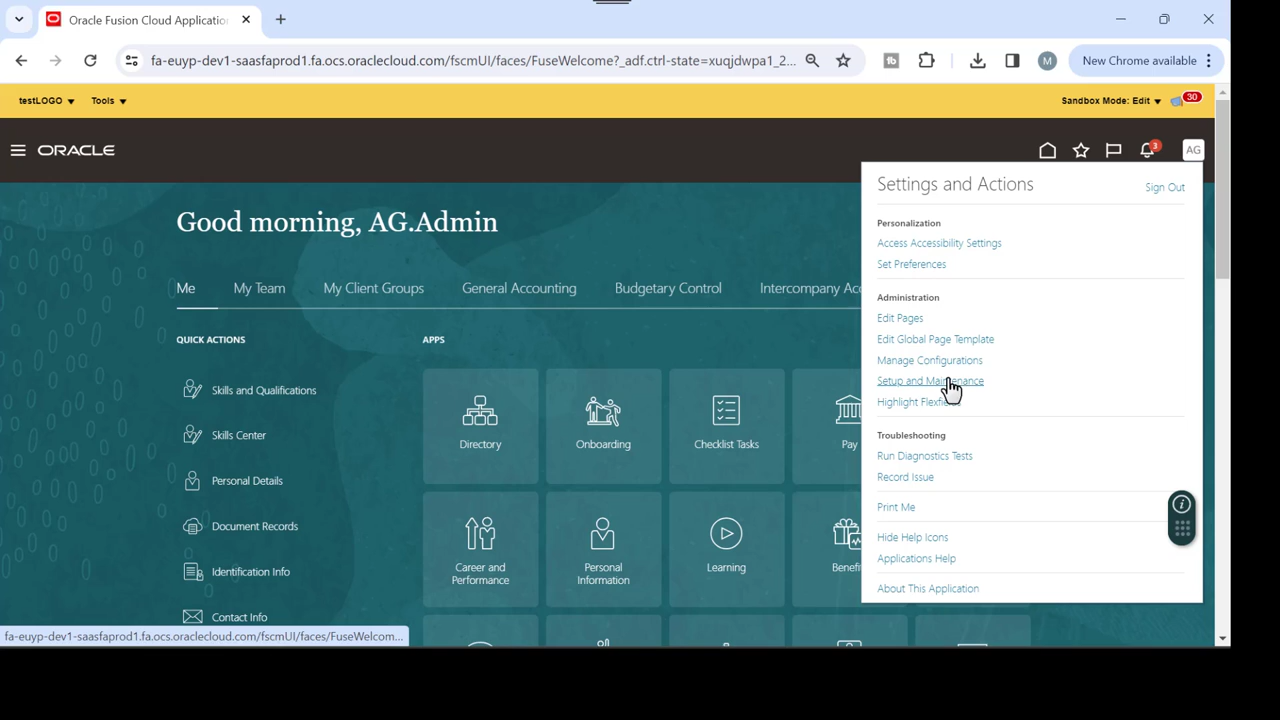 Oracle Fusion Cloud Applicatio
fa-euyp-dev1-saasfaprod1.fa.ocs.oraclecloud.com/fscmUI/faces/FuseWelcome?_adf.ctrl-state=xuqjdwpa1_2...
M
New Chrome available
testLOGO
Tools
Sandbox Mode: Edit
30
ORACLE
3
AG
Settings and Actions
Sign Out
Personalization
Access Accessibility Settings
Set Preferences
Administration
Edit Pages
Edit Global Page Template
Manage Configurations
Setup and Maintenance
Highlight Flexfields
Troubleshooting
Run Diagnostics Tests
Record Issue
Print Me
Hide Help Icons
Applications Help
About This Application
Good morning, AG.Admin
Me
My Team
My Client Groups
General Accounting
Budgetary Control
Intercompany Acc
QUICK ACTIONS
Skills and Qualifications
Skills Center
Personal Details
Document Records
Identification Info
Contact Info
APPS
Directory
Onboarding
Checklist Tasks
Pay
Career and
Performance
Personal
Information
Learning
Benefi
fa-euyp-dev1-saasfaprod1.fa.ocs.oraclecloud.com/fscmUI/faces/FuseWelcom...